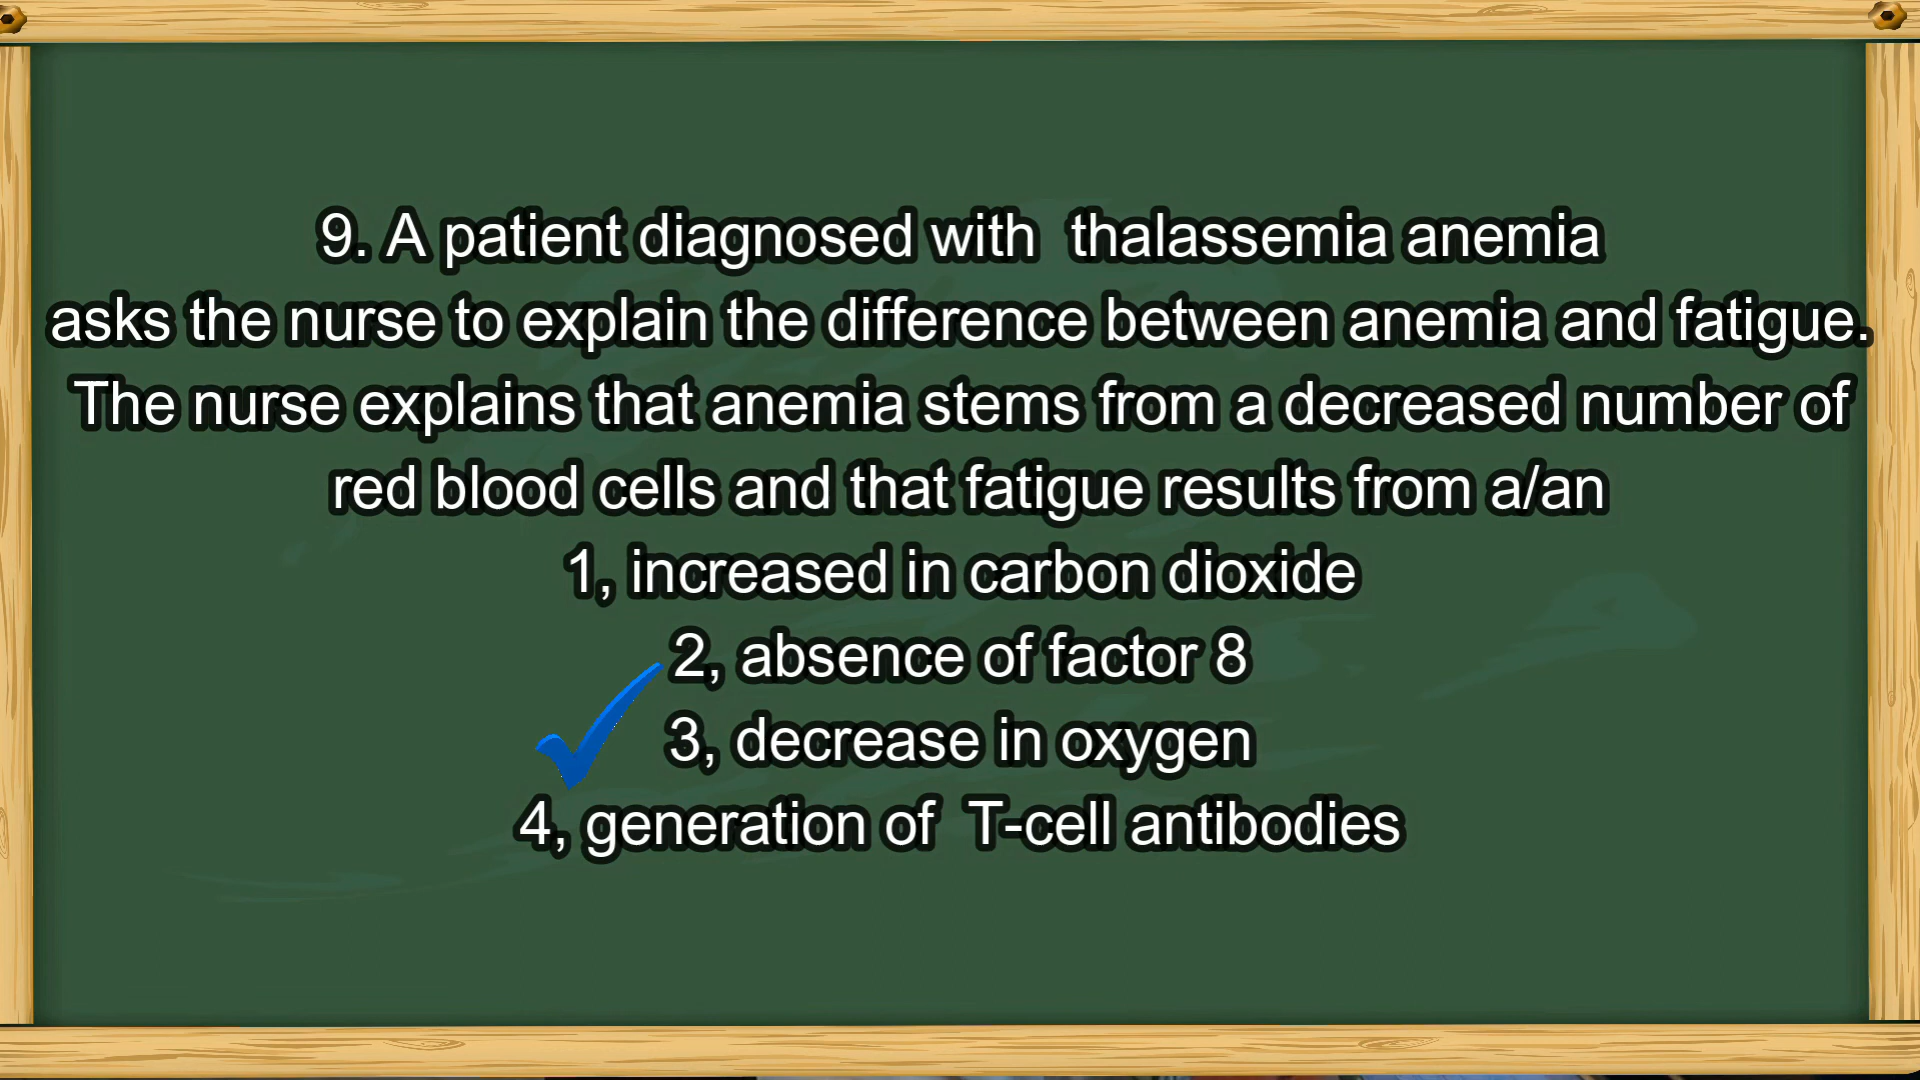 9. A patient diagnosed with  thalassemia anemia
asks the nurse to explain the difference between anemia and fatigue.
The nurse explains that anemia stems from a decreased number of
red blood cells and that fatigue results from a/an
1, increased in carbon dioxide
2, absence of factor 8
3, decrease in oxygen
4, generation of  T-cell antibodies